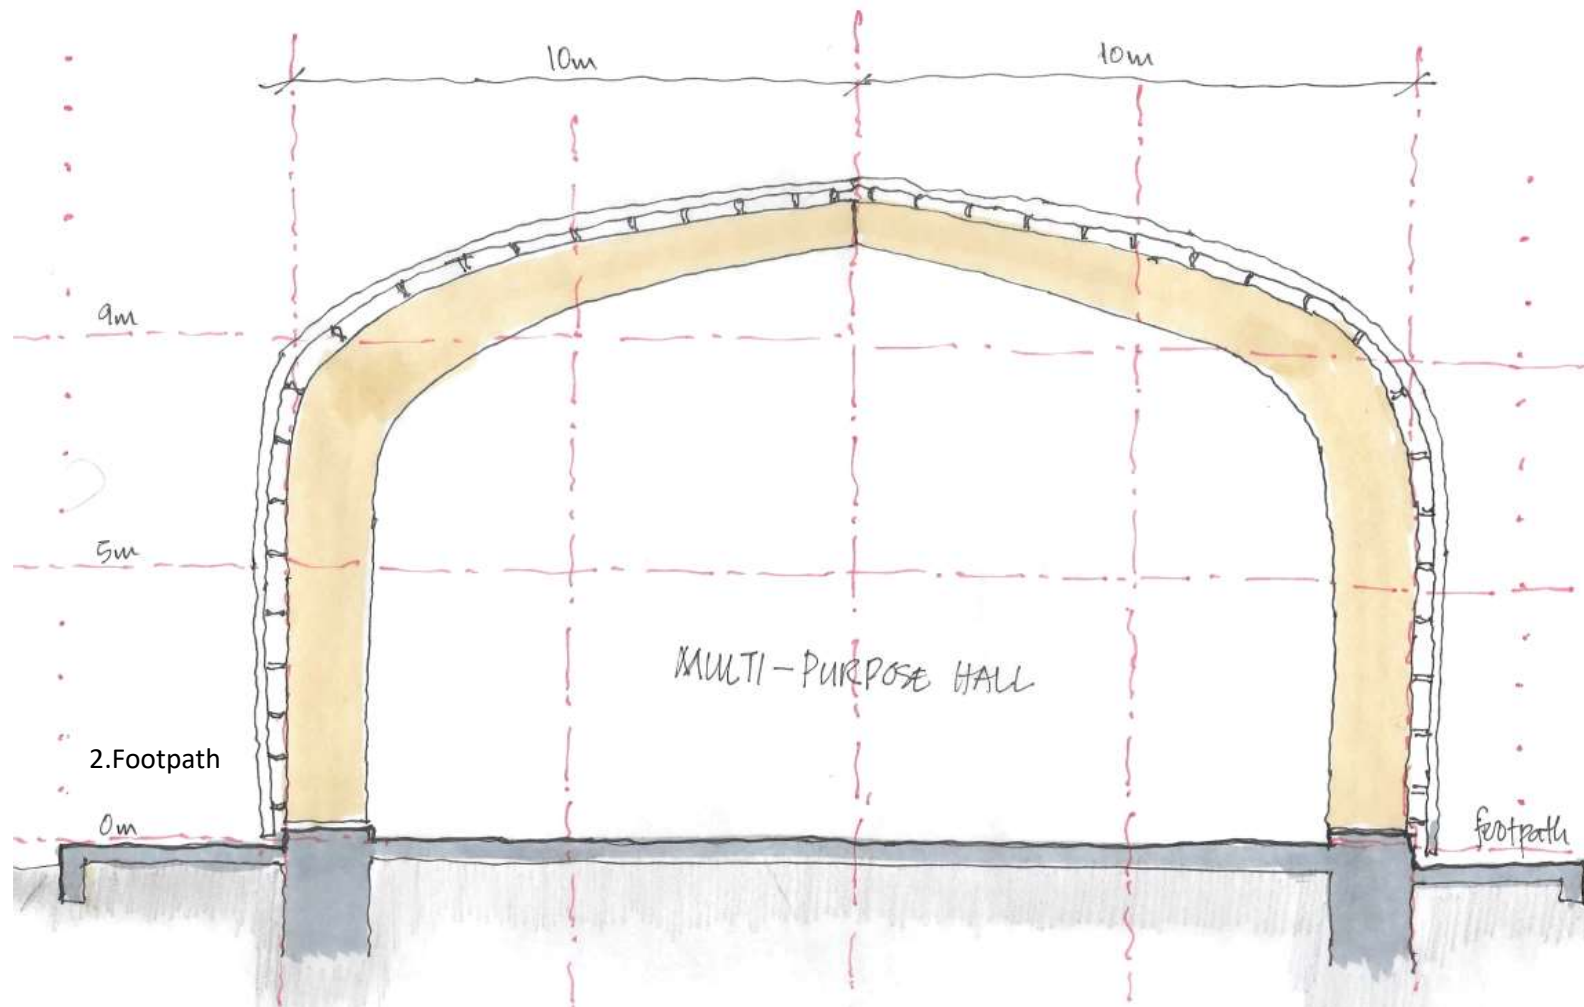 10m
10m
9m
5m
MULTI-PURPOSE HALL
2.Footpath
0m
footpath